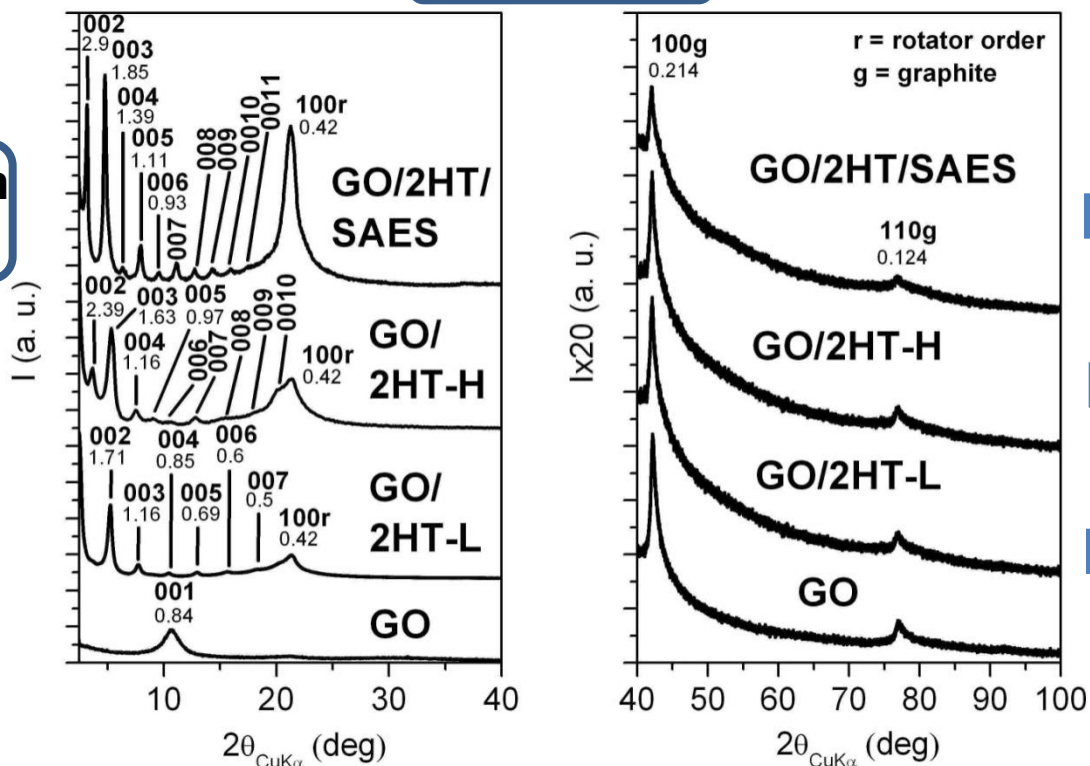 002
2.9
003
1.85
004
1.39
005
1.11
006
0.93
007
008
009
0010
0011
100r
0.42
GO/2HT/
SAES
002
2.39
003
1.63
005
0.97
004
1.16
006
007
008
009
0010
100r
0.42
GO/
2HT-H
002
1.71
003
1.16
004
0.85
005
0.69
006
0.6
007
0.5
100r
0.42
GO/
2HT-L
001
0.84
GO
I (a. u.)
10 20 30 40
2θCuKα (deg)
100g
0.214
r = rotator order
g = graphite
GO/2HT/SAES
110g
0.124
GO/2HT-H
GO/2HT-L
GO
Ix20 (a. u.)
40 50 60 70 80 90 100
2θCuKα (deg)